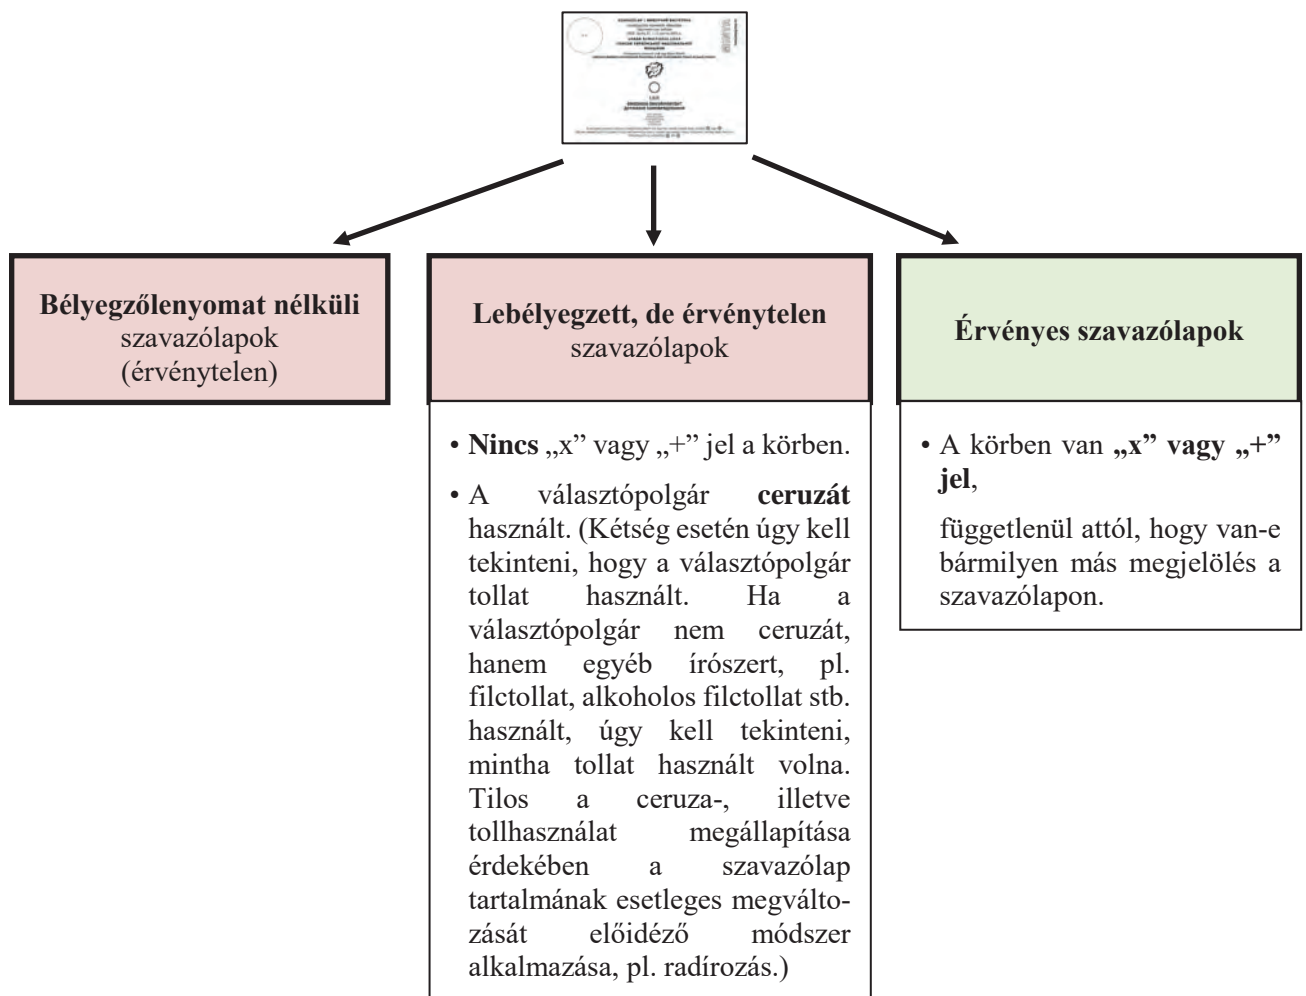 Bélyegzőlenyomat nélküli
szavazólapok
(érvénytelen)
Lebélyegzett, de érvénytelen
szavazólapok
• Nincs „x” vagy „+” jel a körben.
• A választópolgár ceruzát
használt. (Kétség esetén úgy kell
tekinteni, hogy a választópolgár
tollat használt. Ha a
választópolgár nem ceruzát,
hanem egyéb írószert, pl.
filctollat, alkoholos filctollat stb.
használt, úgy kell tekinteni,
mintha tollat használt volna.
Tilos a ceruza-, illetve
tollhasználat megállapítása
érdekében a szavazólap
tartalmának esetleges megválto-
zását előidéző módszer
alkalmazása, pl. radírozás.)
Érvényes szavazólapok
• A körben van „x” vagy „+”
jel,
függetlenül attól, hogy van-e
bármilyen más megjelölés a
szavazólapon.